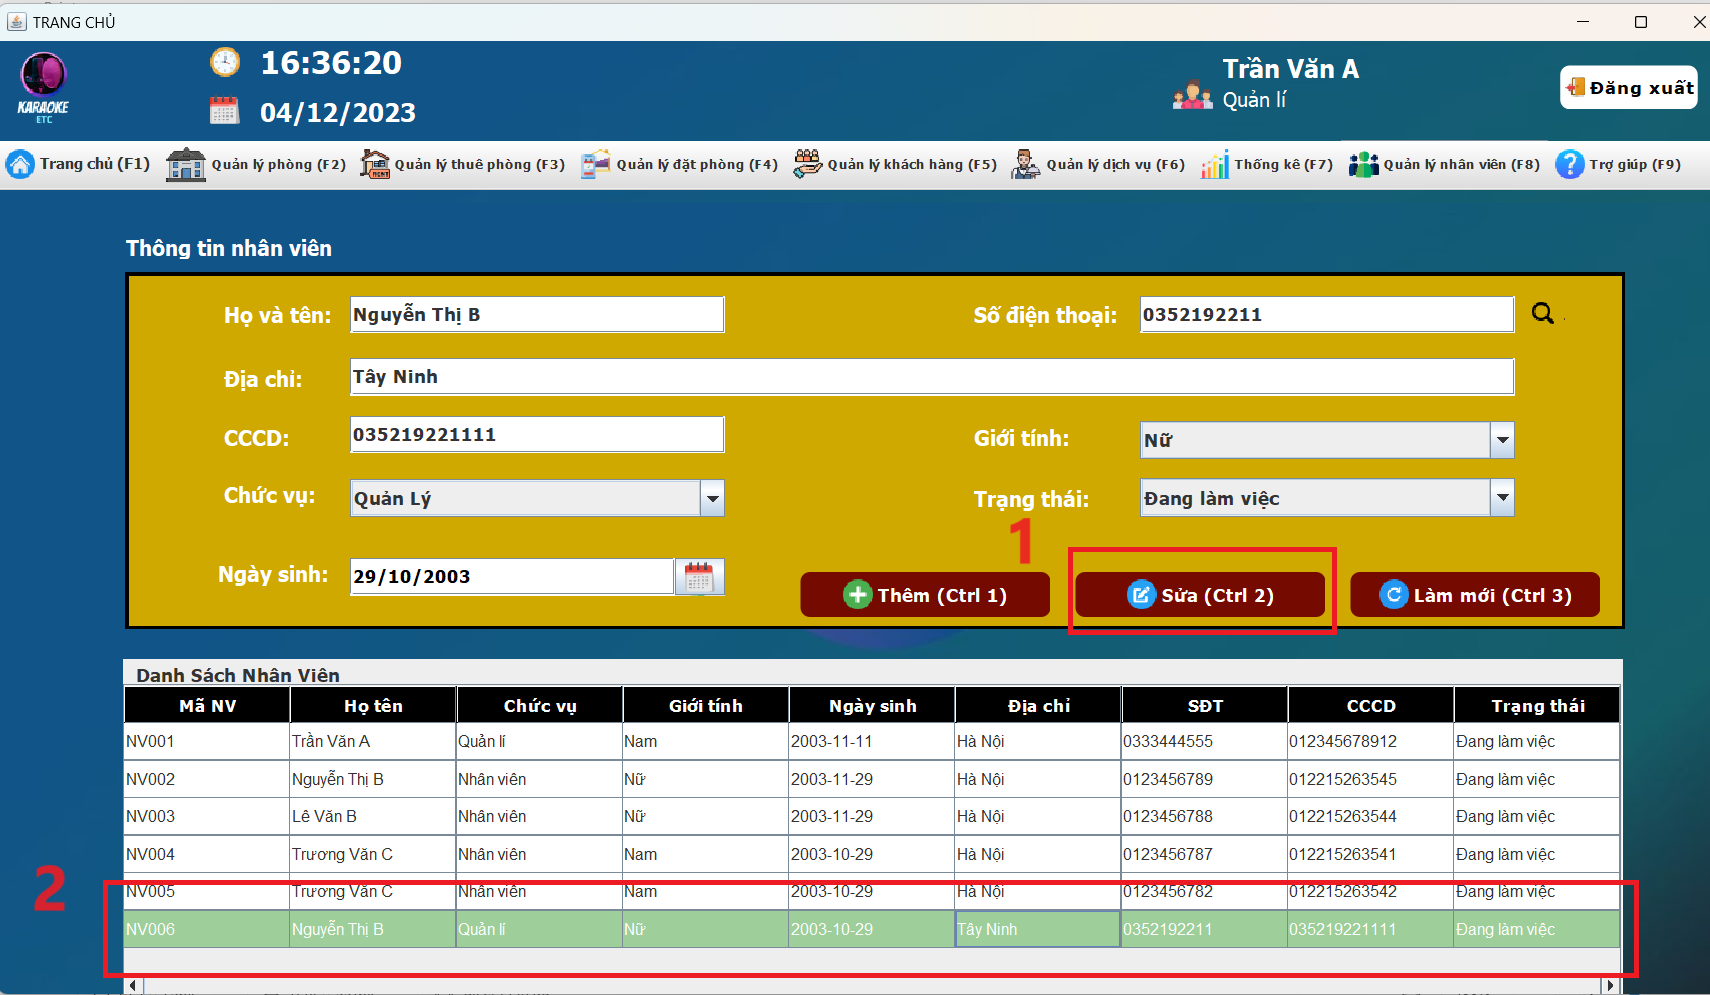 TRANG CHỦ
16:36:20
04/12/2023
KARAOKE
ETC
Trần Văn A
Quản lí
Đăng xuất
Trang chủ (F1)
Quản lý phòng (F2)
Quản lý thuê phòng (F3)
Quản lý đặt phòng (F4)
Quản lý khách hàng (F5)
Quản lý dịch vụ (F6)
Thống kê (F7)
Quản lý nhân viên (F8)
Trợ giúp (F9)
Thông tin nhân viên
Họ và tên: Nguyễn Thị B
Số điện thoại: 0352192211
Địa chỉ: Tây Ninh
CCCD: 035219221111
Giới tính: Nữ
Chức vụ: Quản Lý
Trạng thái: Đang làm việc
1
Ngày sinh: 29/10/2003
Thêm (Ctrl 1)
Sửa (Ctrl 2)
Làm mới (Ctrl 3)
Danh Sách Nhân Viên
Mã NV Họ tên Chức vụ Giới tính Ngày sinh Địa chỉ SĐT CCCD Trạng thái
NV001 Trần Văn A Quản lí Nam 2003-11-11 Hà Nội 0333444555 012345678912 Đang làm việc
NV002 Nguyễn Thị B Nhân viên Nữ 2003-11-29 Hà Nội 0123456789 012215263545 Đang làm việc
NV003 Lê Văn B Nhân viên Nữ 2003-11-29 Hà Nội 0123456788 012215263544 Đang làm việc
NV004 Trương Văn C Nhân viên Nam 2003-10-29 Hà Nội 0123456787 012215263541 Đang làm việc
2
NV005 Trương Văn C Nhân viên Nam 2003-10-29 Hà Nội 0123456782 012215263542 Đang làm việc
NV006 Nguyễn Thị B Quản lí Nữ 2003-10-29 Tây Ninh 0352192211 035219221111 Đang làm việc